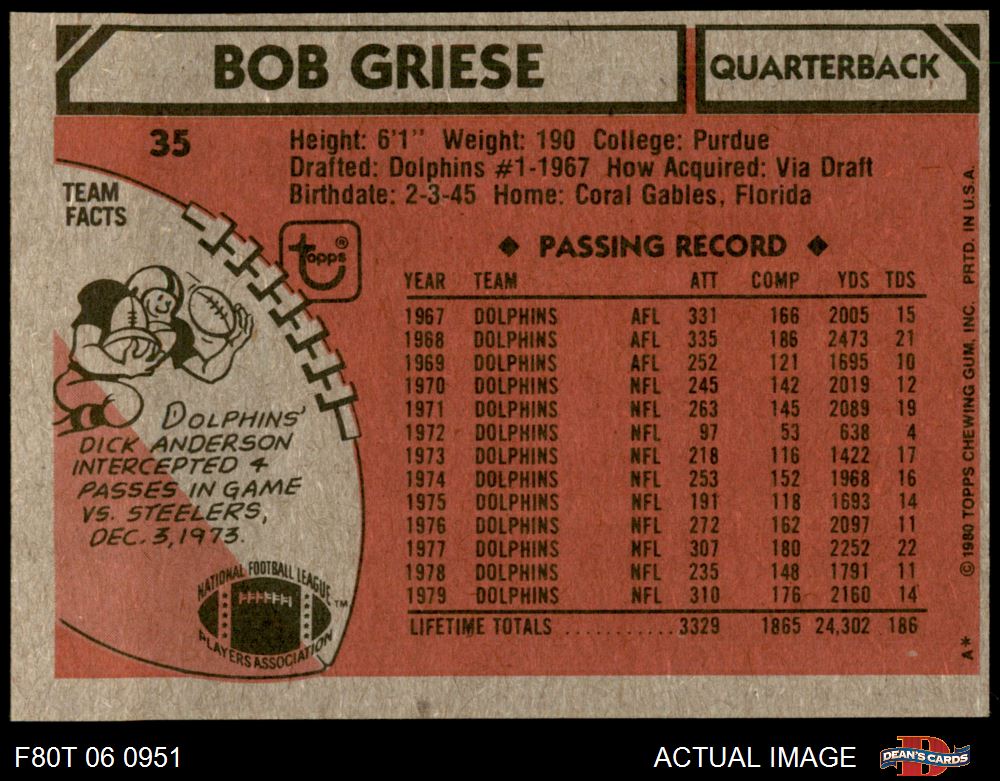 BOB GRIESE QUARTERBACK
35
Height: 6'1" Weight: 190 College: Purdue
Drafted: Dolphins #1-1967 How Acquired: Via Draft
Birthdate: 2-3-45 Home: Coral Gables, Florida
TEAM
FACTS
Topps®
◆ PASSING RECORD ◆
YEAR TEAM ATT COMP YDS TDS
1967 DOLPHINS AFL 331 166 2005 15
1968 DOLPHINS AFL 335 186 2473 21
1969 DOLPHINS AFL 252 121 1695 10
1970 DOLPHINS NFL 245 142 2019 12
1971 DOLPHINS NFL 263 145 2089 19
1972 DOLPHINS NFL 97 53 638 4
1973 DOLPHINS NFL 218 116 1422 17
1974 DOLPHINS NFL 253 152 1968 16
1975 DOLPHINS NFL 191 118 1693 14
1976 DOLPHINS NFL 272 162 2097 11
1977 DOLPHINS NFL 307 180 2252 22
1978 DOLPHINS NFL 235 148 1791 11
1979 DOLPHINS NFL 310 176 2160 14
LIFETIME TOTALS ...........3329 1865 24,302 186
DOLPHINS'
DICK ANDERSON
INTERCEPTED 4
PASSES IN GAME
VS. STEELERS,
DEC. 3, 1973.
NATIONAL FOOTBALL LEAGUE
PLAYERS ASSOCIATION
™
© 1980 TOPPS CHEWING GUM, INC. PRTD. IN U.S.A.
A*
F80T 06 0951 ACTUAL IMAGE DEAN'S CARDS